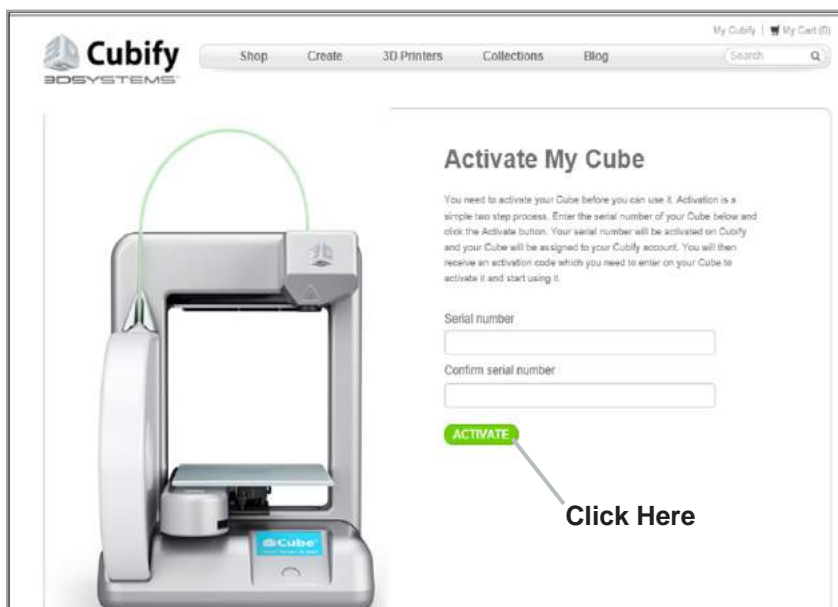 My Cubify | My Cart (0)
Cubify
3DSYSTEMS
Shop Create 3D Printers Collections Blog Search
Activate My Cube
You need to activate your Cube before you can use it. Activation is a
simple two step process. Enter the serial number of your Cube below and
click the Activate button. Your serial number will be activated on Cubify
and your Cube will be assigned to your Cubify account. You will then
receive an activation code which you need to enter on your Cube to
activate it and start using it.
Serial number
Confirm serial number
ACTIVATE
Click Here
Cube